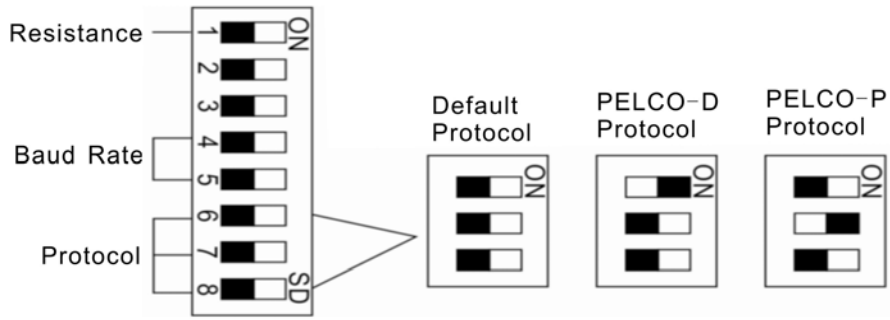 Resistance
Baud Rate
Protocol
1
2
3
4
5
6
7
8
ON
SD
Default
Protocol
ON
PELCO-D
Protocol
ON
PELCO-P
Protocol
ON